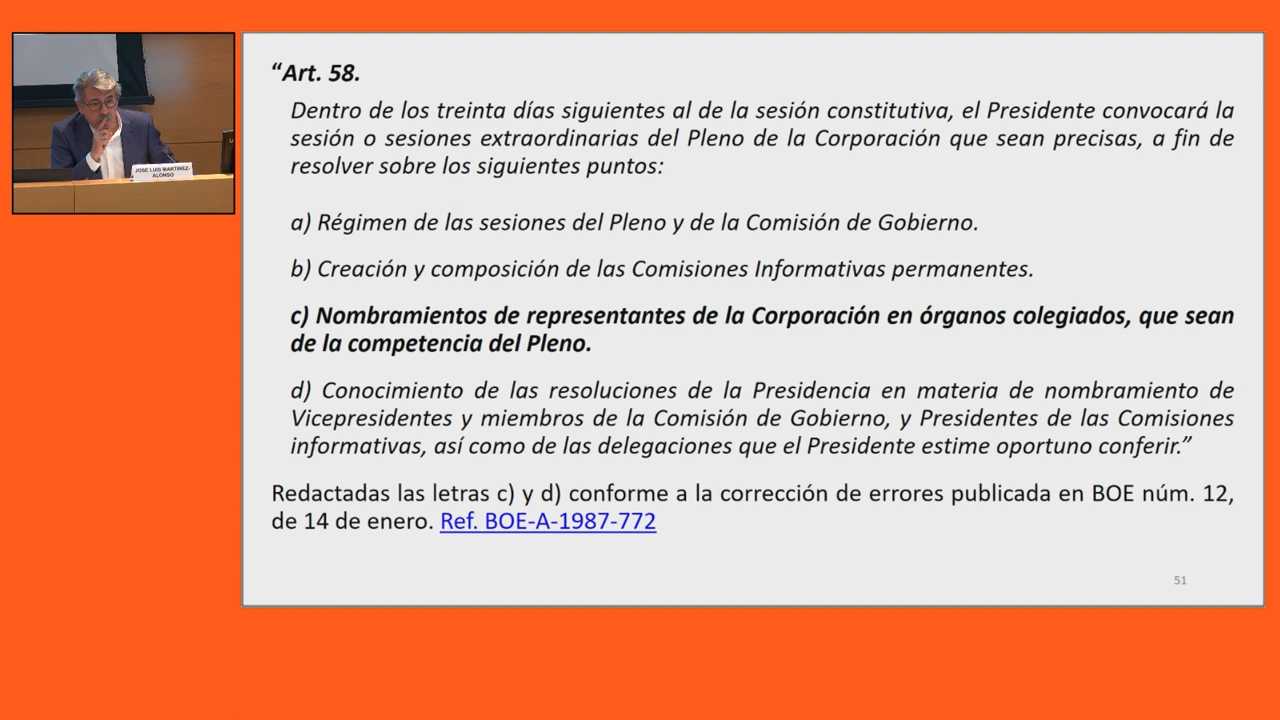 JOSE LUIS MARTINEZ-
ALONSO
“Art. 58.
Dentro de los treinta días siguientes al de la sesión constitutiva, el Presidente convocará la
sesión o sesiones extraordinarias del Pleno de la Corporación que sean precisas, a fin de
resolver sobre los siguientes puntos:
a) Régimen de las sesiones del Pleno y de la Comisión de Gobierno.
b) Creación y composición de las Comisiones Informativas permanentes.
c) Nombramientos de representantes de la Corporación en órganos colegiados, que sean
de la competencia del Pleno.
d) Conocimiento de las resoluciones de la Presidencia en materia de nombramiento de
Vicepresidentes y miembros de la Comisión de Gobierno, y Presidentes de las Comisiones
informativas, así como de las delegaciones que el Presidente estime oportuno conferir.”
Redactadas las letras c) y d) conforme a la corrección de errores publicada en BOE núm. 12,
de 14 de enero. Ref. BOE-A-1987-772
51